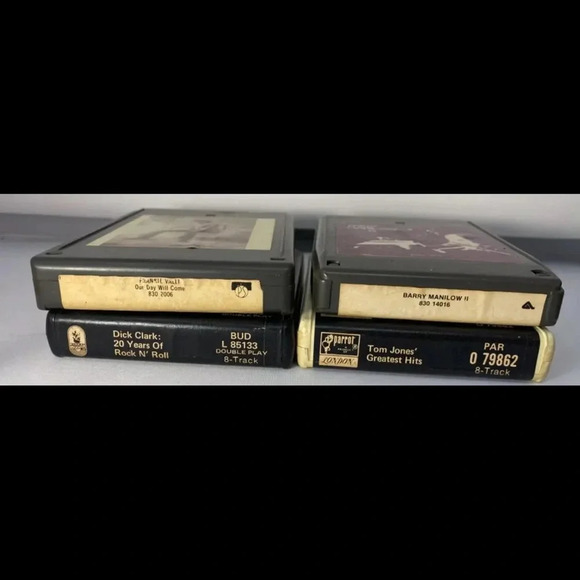 FRANKIE VALLI
Our Day Will Come
830 2006
BARRY MANILOW II
830 14016
Dick Clark:
20 Years Of
Rock N' Roll
BUD
L 85133
DOUBLE PLAY
8-Track
parrot
LONDON
Tom Jones'
Greatest Hits
PAR
O 79862
8-Track